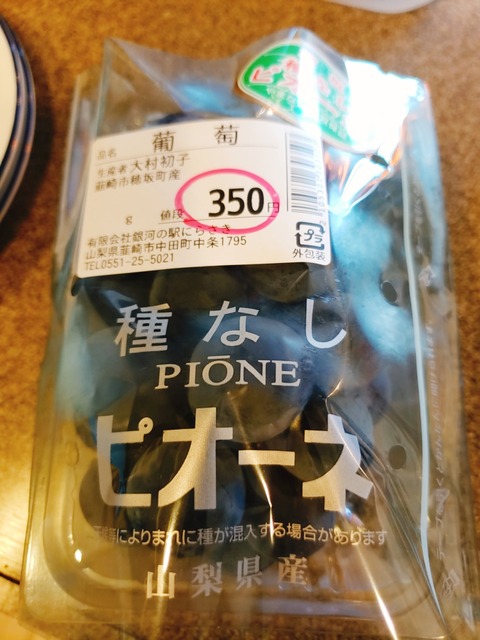 ピ
品名 葡萄
生産者大村初子
韮崎市穂坂町産
g 値段 350円
有限会社銀河の駅にらさき
山梨県韮崎市中田町中条1795
TEL0551-25-5021
プラ
外包装
種なし
PIŌNE
ピオーネ
によりまれに種が混入する場合があります
山梨県産